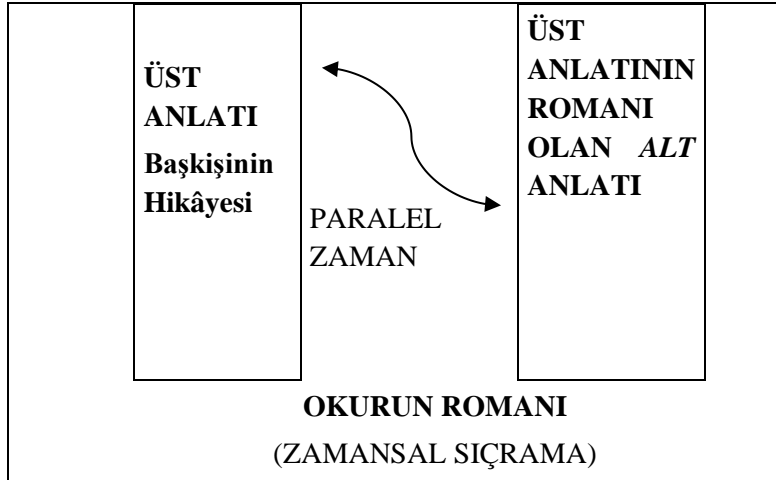 ÜST
ANLATI
Başkişinin
Hikâyesi
PARALEL
ZAMAN
ÜST
ANLATININ
ROMANI
OLAN ALT
ANLATI
OKURUN ROMANI
(ZAMANSAL SIÇRAMA)